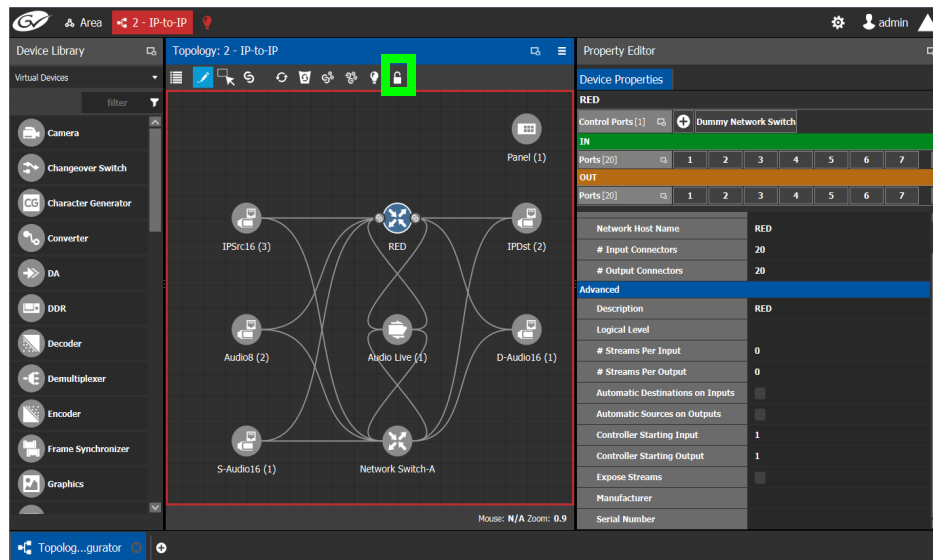 GV Area 2 - IP-to-IP admin
Device Library
Topology: 2 - IP-to-IP
Property Editor
Virtual Devices
filter
Camera
Changeover Switch
CG Character Generator
Converter
DA
DDR
Decoder
Demultiplexer
Encoder
Frame Synchronizer
Graphics
Panel (1)
IPSrc16 (3)
RED
IPDst (2)
Audio8 (2)
Audio Live (1)
D-Audio16 (1)
S-Audio16 (1)
Network Switch-A
Mouse: N/A Zoom: 0.9
Device Properties
RED
Control Ports [1] Dummy Network Switch
IN
Ports [20] 1 2 3 4 5 6 7
OUT
Ports [20] 1 2 3 4 5 6 7
Network Host Name RED
# Input Connectors 20
# Output Connectors 20
Advanced
Description RED
Logical Level
# Streams Per Input 0
# Streams Per Output 0
Automatic Destinations on Inputs
Automatic Sources on Outputs
Controller Starting Input 1
Controller Starting Output 1
Expose Streams
Manufacturer
Serial Number
Topolog...gurator